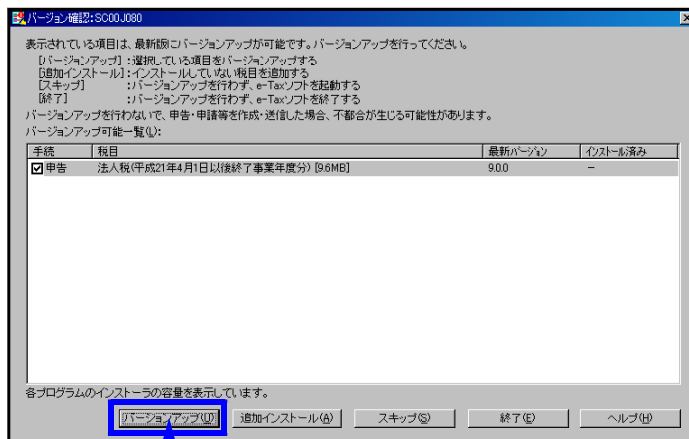 バージョン確認:SC00J080
表示されている項目は、最新版にバージョンアップが可能です。バージョンアップを行ってください。
[バージョンアップ] :選択している項目をバージョンアップする
[追加インストール] :インストールしていない税目を追加する
[スキップ] :バージョンアップを行わず、e-Taxソフトを起動する
[終了] :バージョンアップを行わず、e-Taxソフトを終了する
バージョンアップを行わないで、申告・申請等を作成・送信した場合、不都合が生じる可能性があります。
バージョンアップ可能一覧(L):
手続 税目 最新バージョン インストール済み
申告 法人税(平成21年4月1日以後終了事業年度分) [9.6MB] 9.0.0 －
各プログラムのインストーラの容量を表示しています。
バージョンアップ(U) 追加インストール(A) スキップ(S) 終了(E) ヘルプ(H)